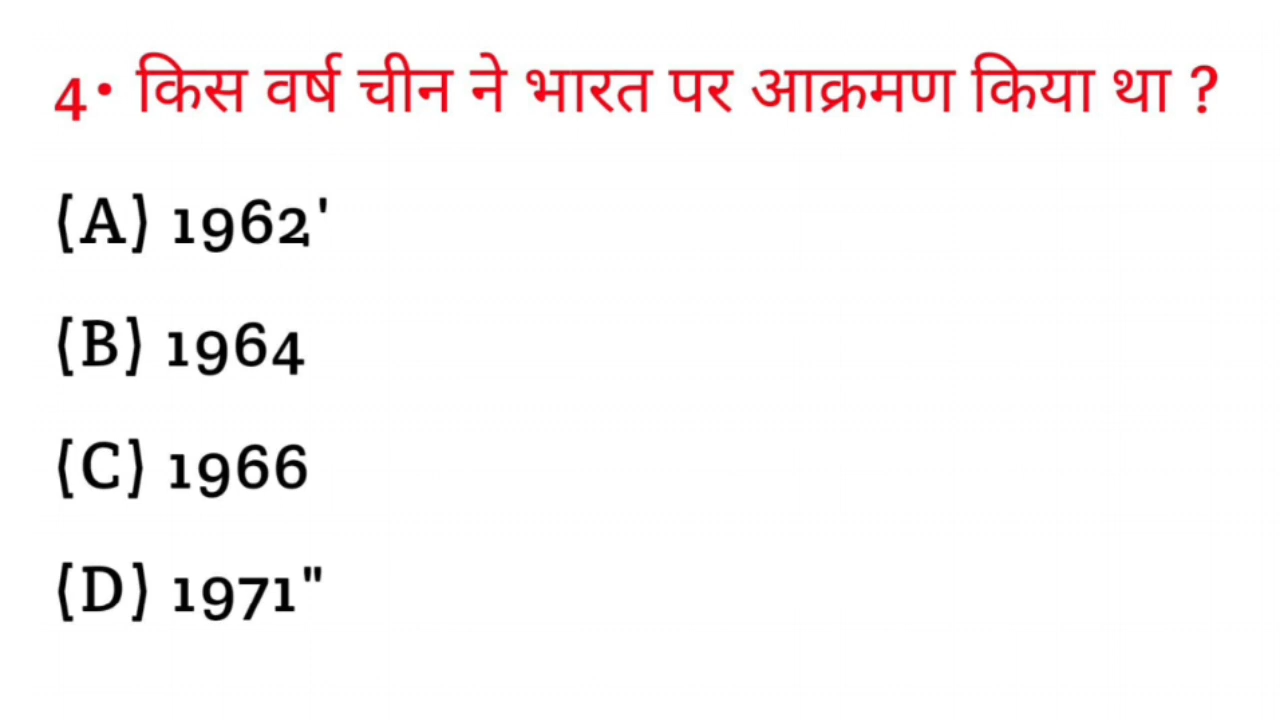 4• किस वर्ष चीन ने भारत पर आक्रमण किया था ?
(A) 1962'
(B) 1964
(C) 1966
(D) 1971"